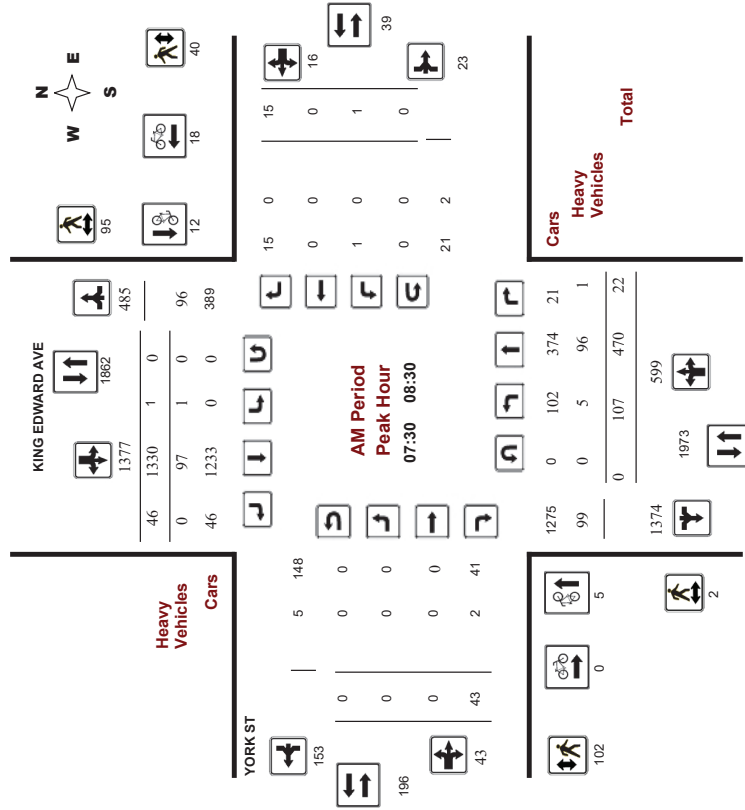 N
W E
S
95
40
12
18
KING EDWARD AVE
1862
1377
485
46 1330 1 0
0 97 1 0 96
46 1233 0 0 389
Heavy
Vehicles
Cars
39
16
23
15 0 15
0 0 0
1 0 1
0 0 0
21 2
AM Period
Peak Hour
07:30 08:30
YORK ST
153
196
43
5 148
0 0 0
0 0 0
0 0 0
43 2 41
Cars
Heavy
Vehicles
Total
1275 0 102 374 21
99 0 5 96 1
0 107 470 22
1374
599
1973
5
0
2
102